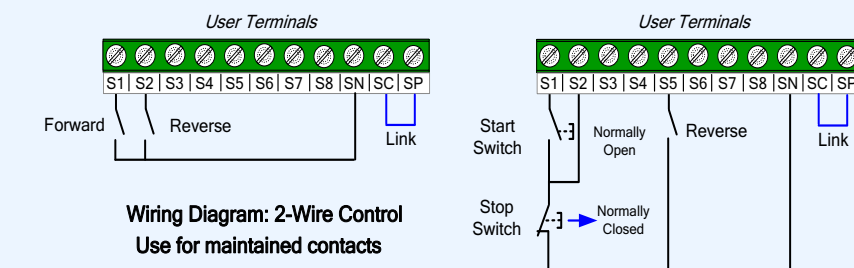 User Terminals
S1 S2 S3 S4 S5 S6 S7 S8 SN SC SP
Forward
Reverse
Link
Wiring Diagram: 2-Wire Control
Use for maintained contacts
User Terminals
S1 S2 S3 S4 S5 S6 S7 S8 SN SC SP
Start
Switch
Normally
Open
Reverse
Link
Stop
Switch
Normally
Closed